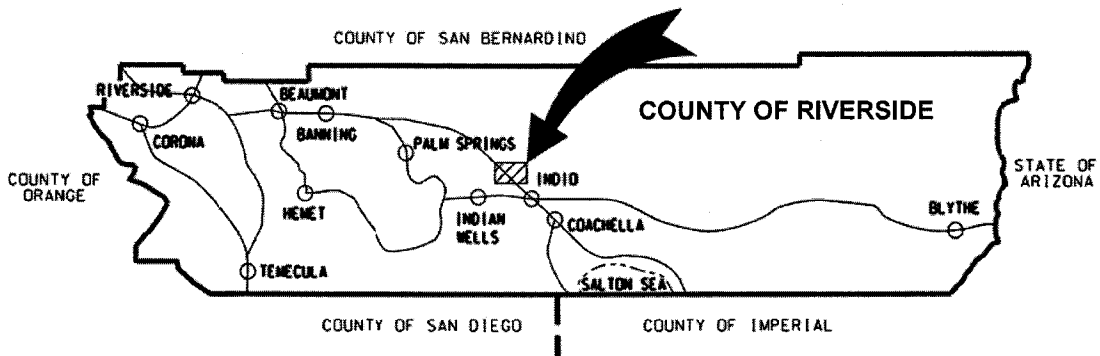 COUNTY OF SAN BERNARDINO
RIVERSIDE
BEAUMONT
COUNTY OF RIVERSIDE
BANNING
CORONA
PALM SPRINGS
STATE OF
ARIZONA
COUNTY OF
ORANGE
INDIO
HEMET
INDIAN
WELLS
COACHELLA
BLYTHE
TEMECULA
SALTON SEA
COUNTY OF SAN DIEGO
COUNTY OF IMPERIAL